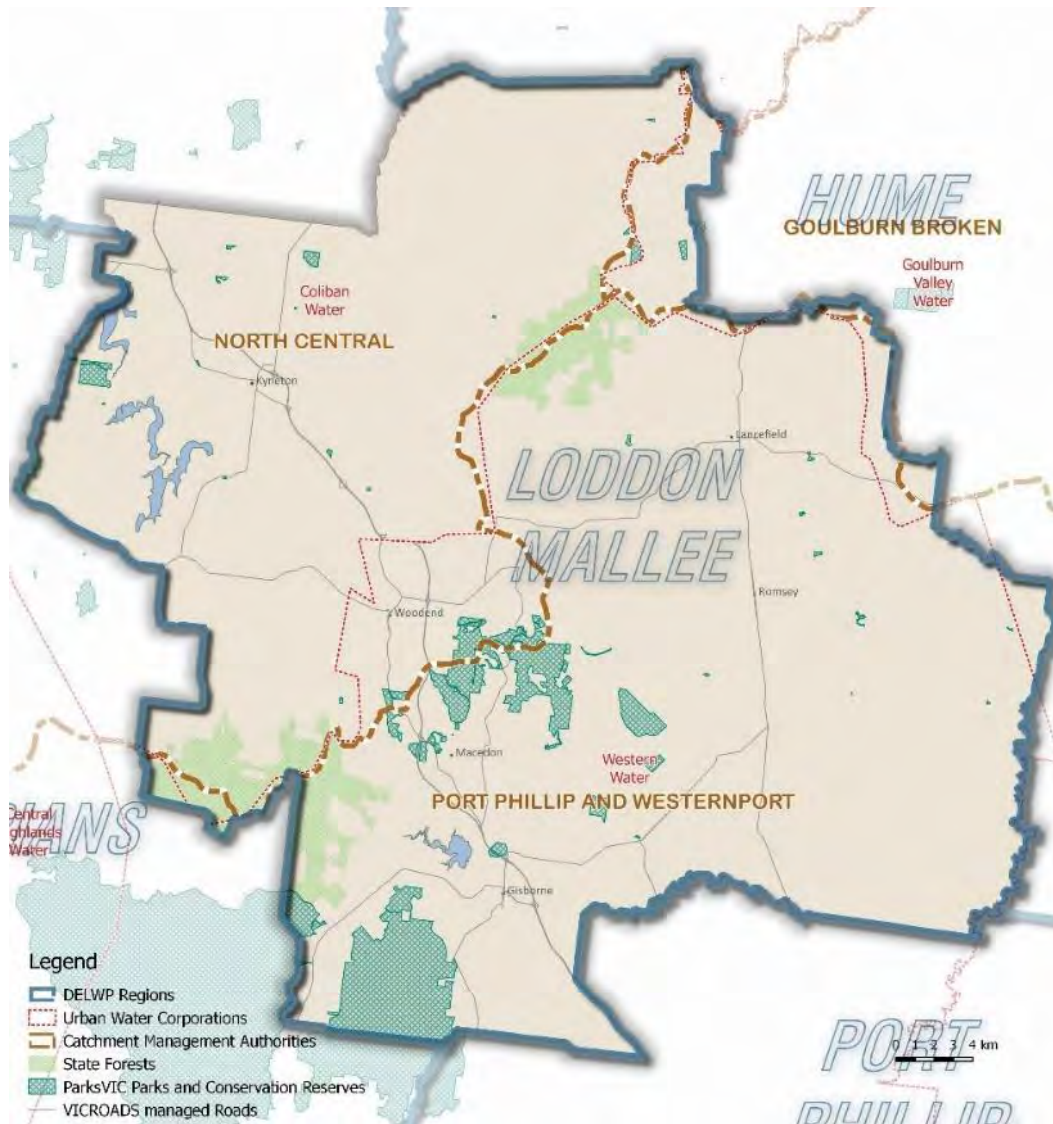 HUME
GOULBURN BROKEN
Goulburn
Valley
Water
Coliban
Water
NORTH CENTRAL
Kyneton
Lancefield
LODDON
MALLEE
Woodend
Romsey
Macedon
Western
Water
PORT PHILLIP AND WESTERNPORT
Central
Water
Gisborne
Legend
DELWP Regions
Urban Water Corporations
Catchment Management Authorities
State Forests
ParksVIC Parks and Conservation Reserves
VICROADS managed Roads
PORT
PHILLIP
0 1 2 3 4 km